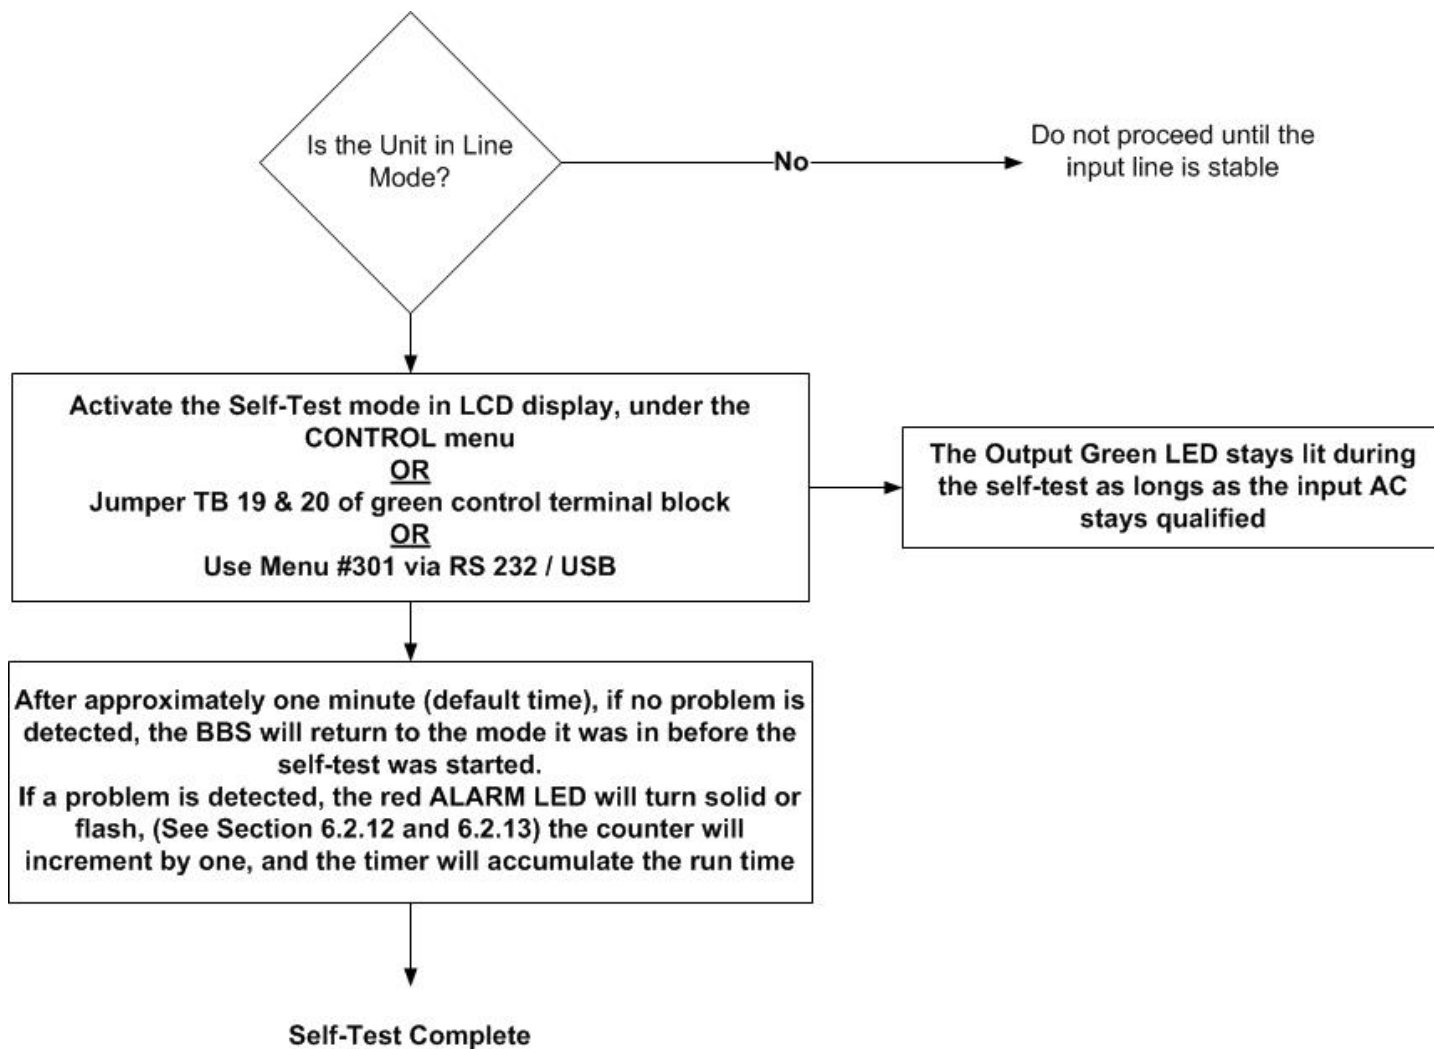 Is the Unit in Line
Mode?
No
Do not proceed until the
input line is stable
Activate the Self-Test mode in LCD display, under the
CONTROL menu
OR
Jumper TB 19 & 20 of green control terminal block
OR
Use Menu #301 via RS 232 / USB
The Output Green LED stays lit during
the self-test as longs as the input AC
stays qualified
After approximately one minute (default time), if no problem is
detected, the BBS will return to the mode it was in before the
self-test was started.
If a problem is detected, the red ALARM LED will turn solid or
flash, (See Section 6.2.12 and 6.2.13) the counter will
increment by one, and the timer will accumulate the run time
Self-Test Complete